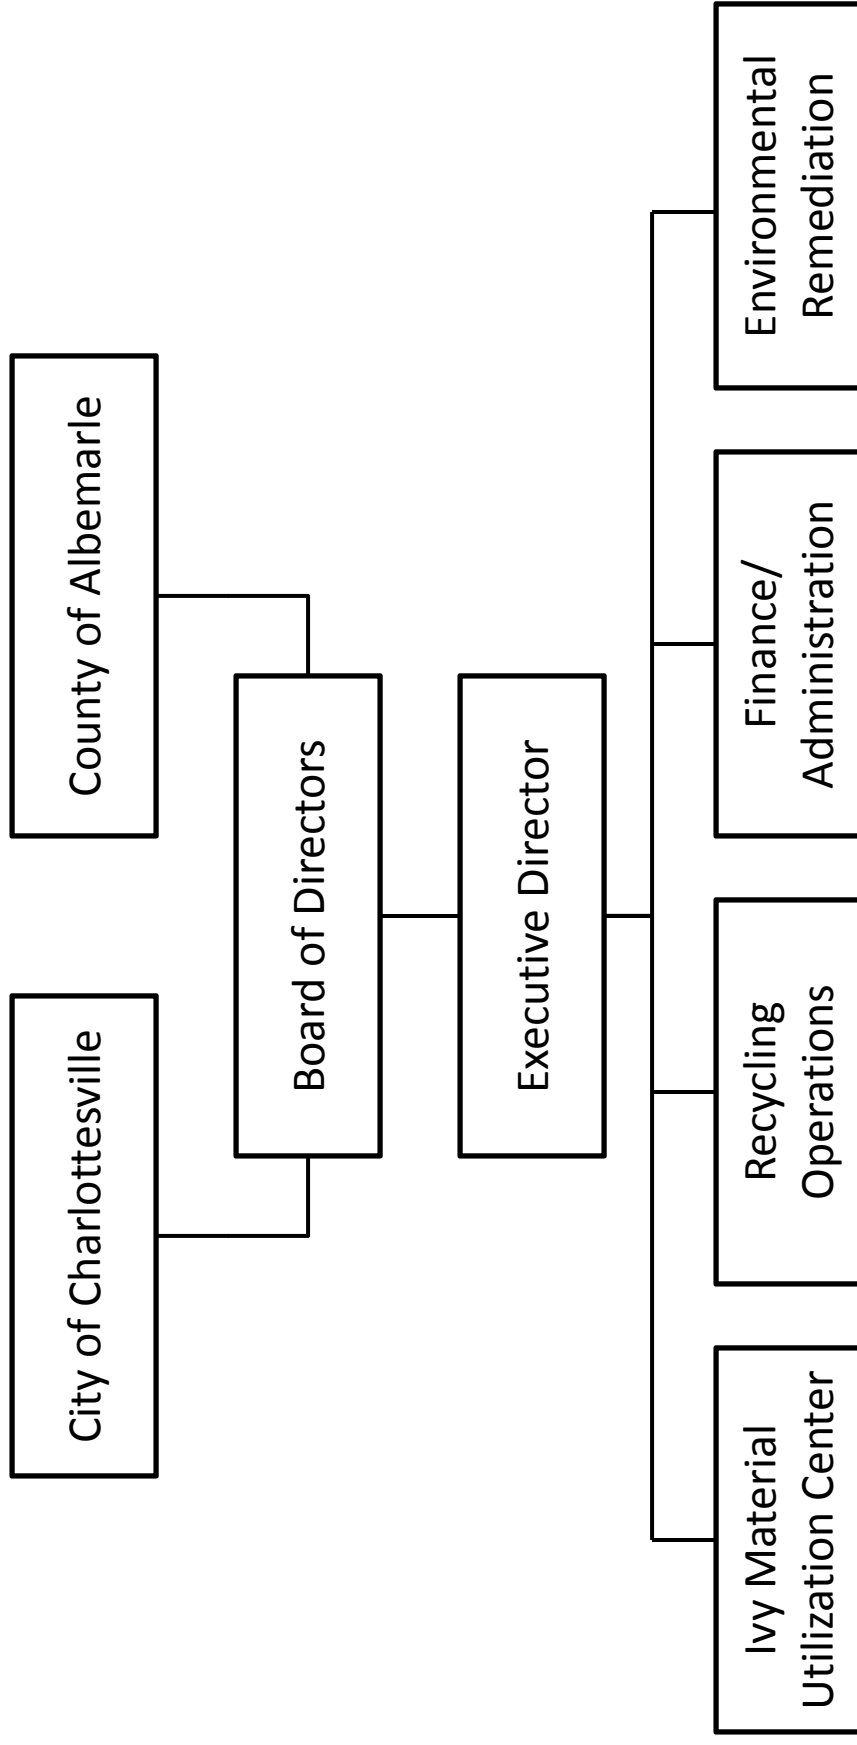 City of Charlottesville
County of Albemarle
Board of Directors
Executive Director
Ivy Material
Utilization Center
Recycling
Operations
Finance/
Administration
Environmental
Remediation